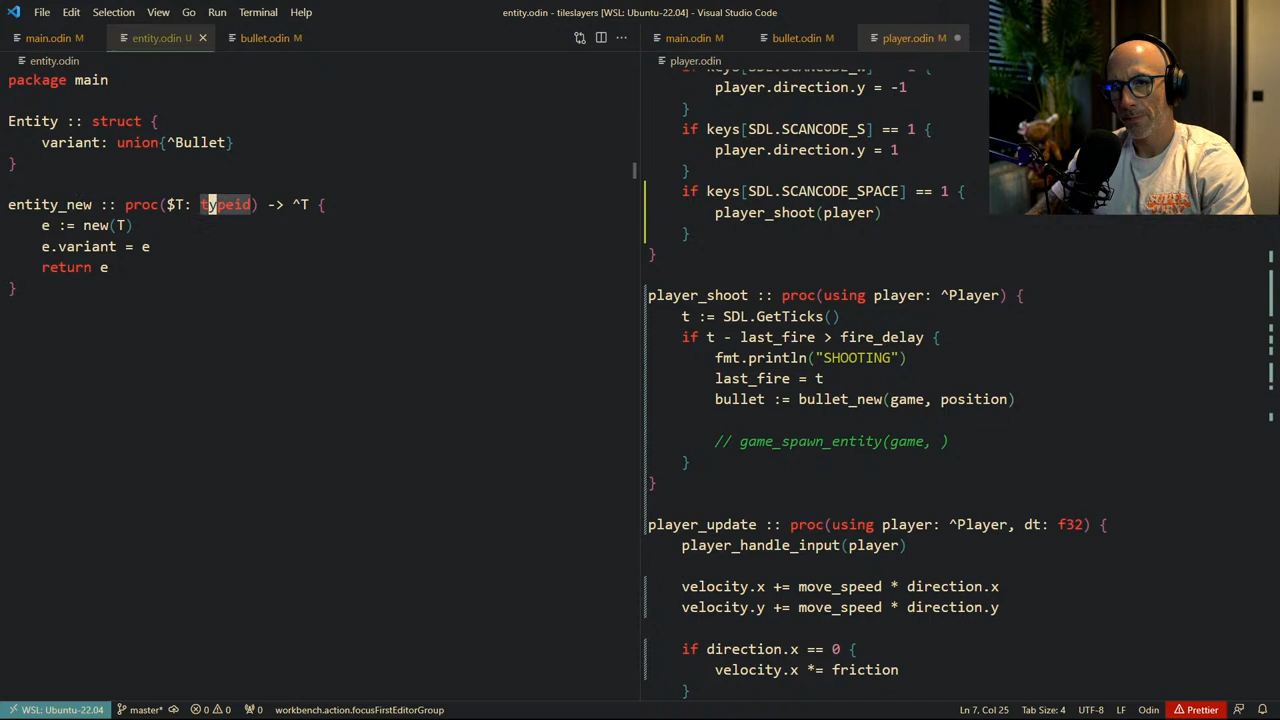 File Edit Selection View Go Run Terminal Help
entity.odin - tileslayers [WSL: Ubuntu-22.04] - Visual Studio Code
main.odin M
entity.odin U
bullet.odin M
entity.odin
package main
Entity :: struct {
variant: union{^Bullet}
}
entity_new :: proc($T: typeid) -> ^T {
e := new(T)
e.variant = e
return e
}
main.odin M
bullet.odin M
player.odin M
player.odin
player.direction.y = -1
}
if keys[SDL.SCANCODE_S] == 1 {
player.direction.y = 1
}
if keys[SDL.SCANCODE_SPACE] == 1 {
player_shoot(player)
}
}
player_shoot :: proc(using player: ^Player) {
t := SDL.GetTicks()
if t - last_fire > fire_delay {
fmt.println("SHOOTING")
last_fire = t
bullet := bullet_new(game, position)
// game_spawn_entity(game, )
}
}
player_update :: proc(using player: ^Player, dt: f32) {
player_handle_input(player)
velocity.x += move_speed * direction.x
velocity.y += move_speed * direction.y
if direction.x == 0 {
velocity.x *= friction
}
WSL: Ubuntu-22.04 master* 0 0 0 workbench.action.focusFirstEditorGroup
Ln 7, Col 25 Tab Size: 4 UTF-8 LF Odin Prettier